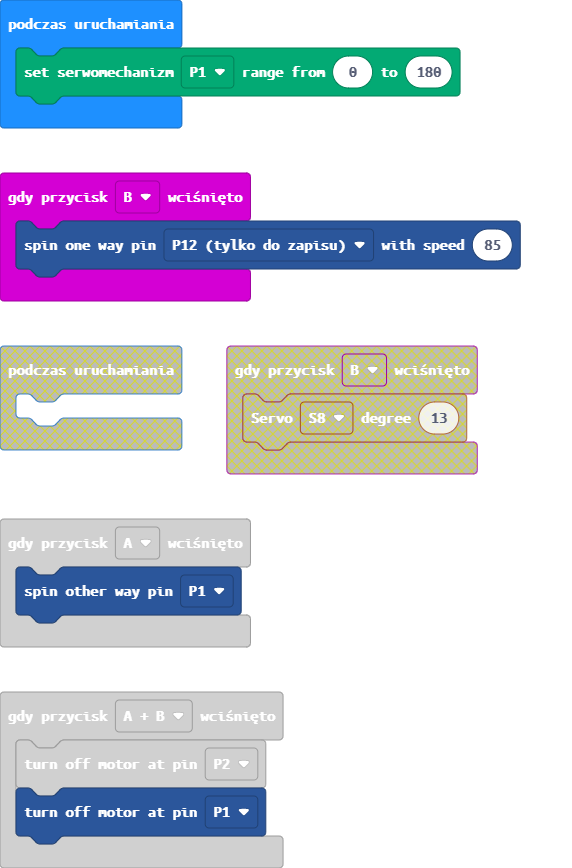 podczas uruchamiania
set serwomechanizm P1 range from 0 to 180
gdy przycisk B wciśnięto
spin one way pin P12 (tylko do zapisu) with speed 85
podczas uruchamiania
gdy przycisk B wciśnięto
Servo S8 degree 13
gdy przycisk A wciśnięto
spin other way pin P1
gdy przycisk A + B wciśnięto
turn off motor at pin P2
turn off motor at pin P1